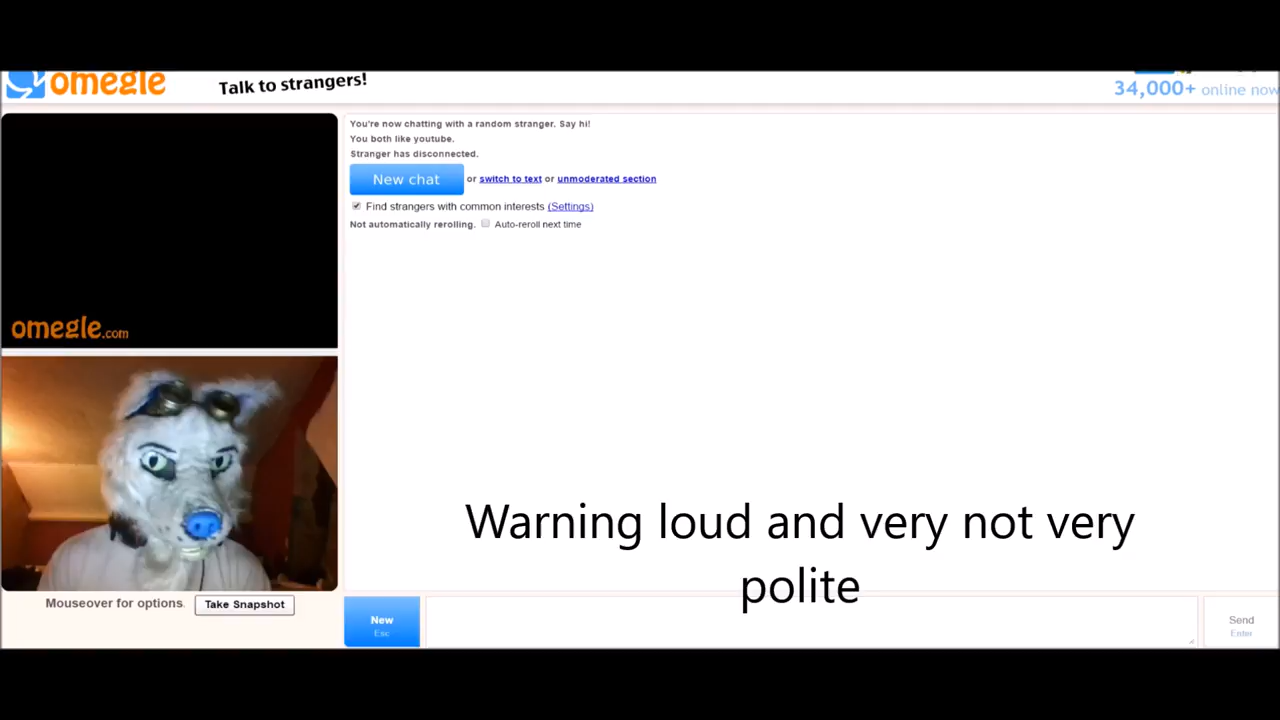 omegle
Talk to strangers!
34,000+ online now
You're now chatting with a random stranger. Say hi!
You both like youtube.
Stranger has disconnected.
New chat or switch to text or unmoderated section
Find strangers with common interests (Settings)
Not automatically rerolling. Auto-reroll next time
omegle.com
Warning loud and very not very
polite
Mouseover for options.
Take Snapshot
New
Esc
Send
Enter